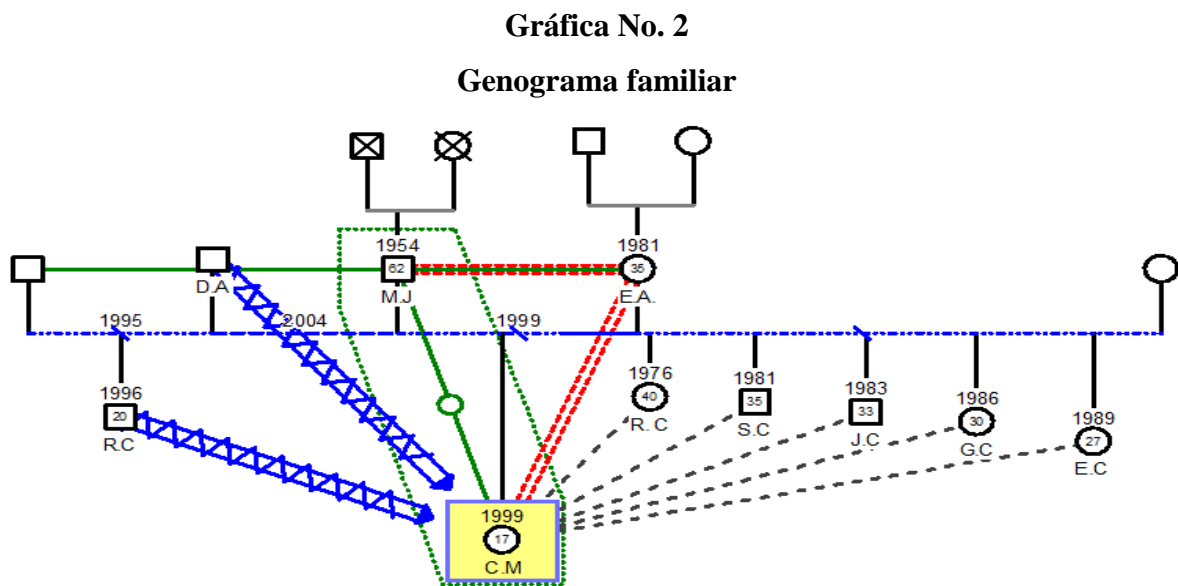 Gráfica No. 2
Genograma familiar
1954
1981
62
35
D.A
M.J
E.A.
1995
2004
1999
1996
1976
1981
1983
1986
1989
20
40
35
33
30
27
R.C
R. C
S.C
J.C
G.C
E.C
1999
17
C.M